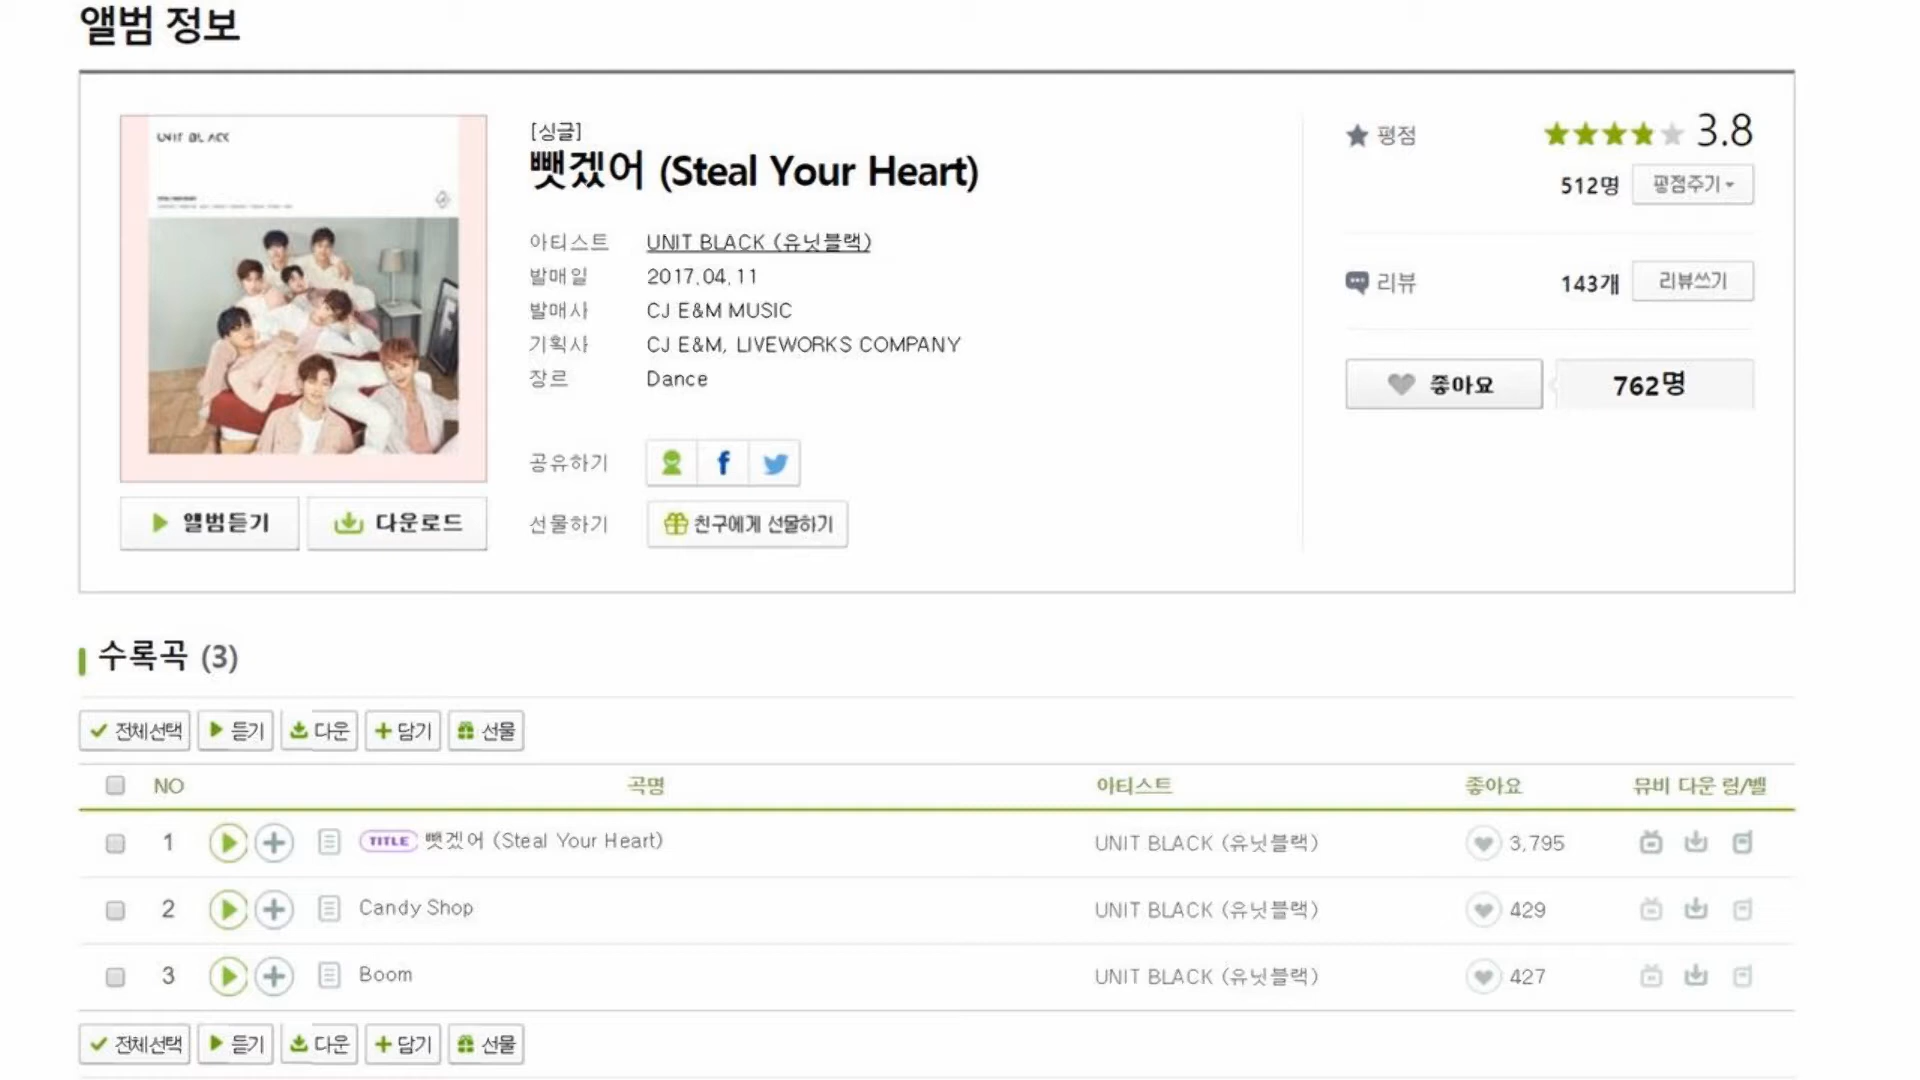 앨범 정보
UNIT BLACK
[싱글]
뺏겠어 (Steal Your Heart)
아티스트 UNIT BLACK (유닛블랙)
발매일 2017.04.11
발매사 CJ E&M MUSIC
기획사 CJ E&M, LIVEWORKS COMPANY
장르 Dance
공유하기
선물하기 친구에게 선물하기
앨범듣기 다운로드
평점 3.8
512명 평점주기
리뷰 143개 리뷰쓰기
좋아요 762명
수록곡 (3)
전체선택 듣기 다운 담기 선물
NO 곡명 아티스트 좋아요 뮤비 다운 링/벨
1 TITLE 뺏겠어 (Steal Your Heart) UNIT BLACK (유닛블랙) 3,795
2 Candy Shop UNIT BLACK (유닛블랙) 429
3 Boom UNIT BLACK (유닛블랙) 427
전체선택 듣기 다운 담기 선물